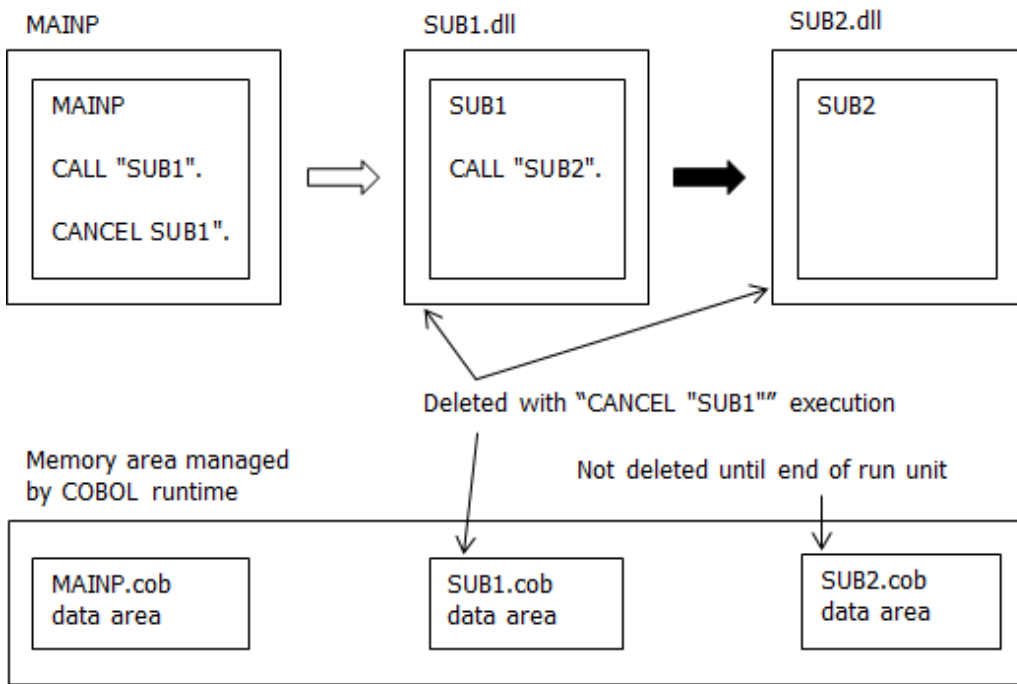 MAINP
SUB1.dll
SUB2.dll
MAINP
CALL "SUB1".
CANCEL SUB1".
SUB1
CALL "SUB2".
SUB2
Deleted with “CANCEL "SUB1"” execution
Memory area managed
by COBOL runtime
Not deleted until end of run unit
MAINP.cob
data area
SUB1.cob
data area
SUB2.cob
data area